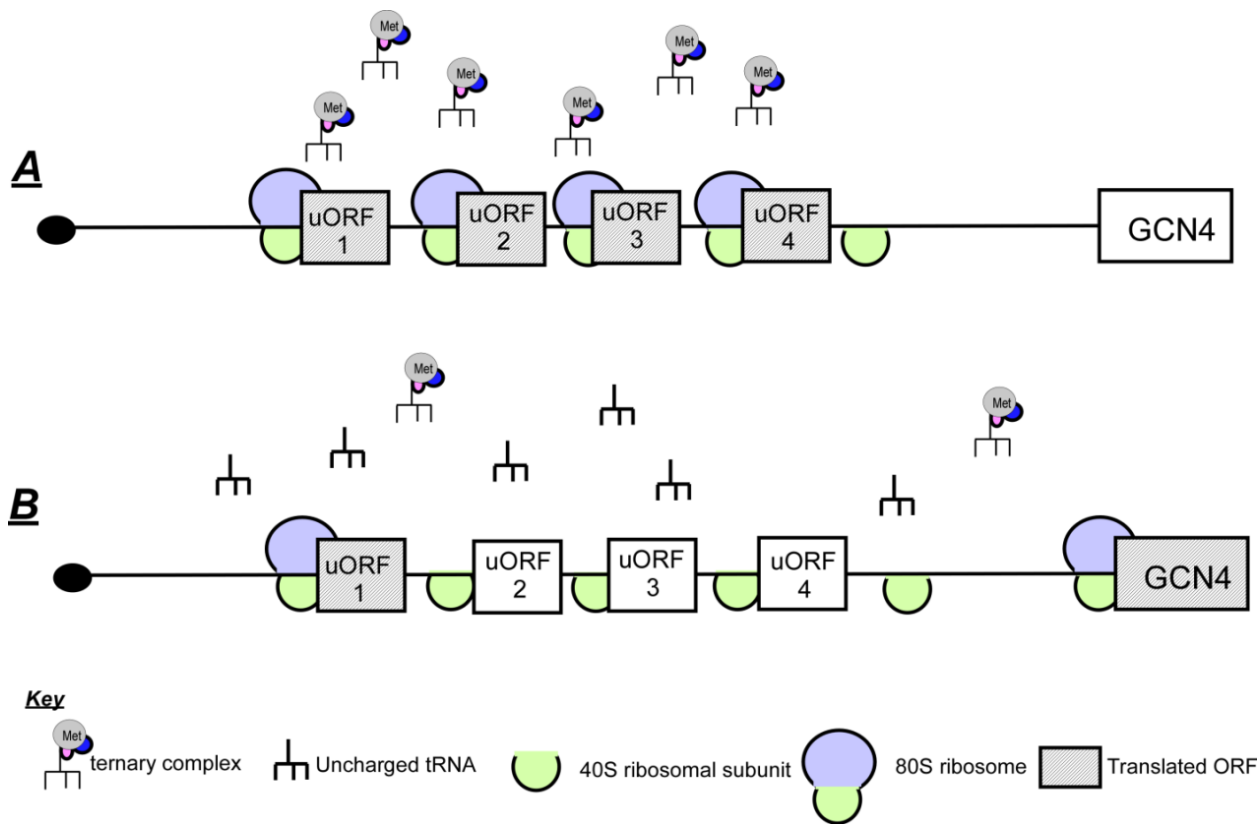 Met
Met
Met
Met
Met
Met
A
uORF
1
uORF
2
uORF
3
uORF
4
GCN4
Met
Met
B
uORF
1
uORF
2
uORF
3
uORF
4
GCN4
Key
Met
ternary complex
Uncharged tRNA
40S ribosomal subunit
80S ribosome
Translated ORF